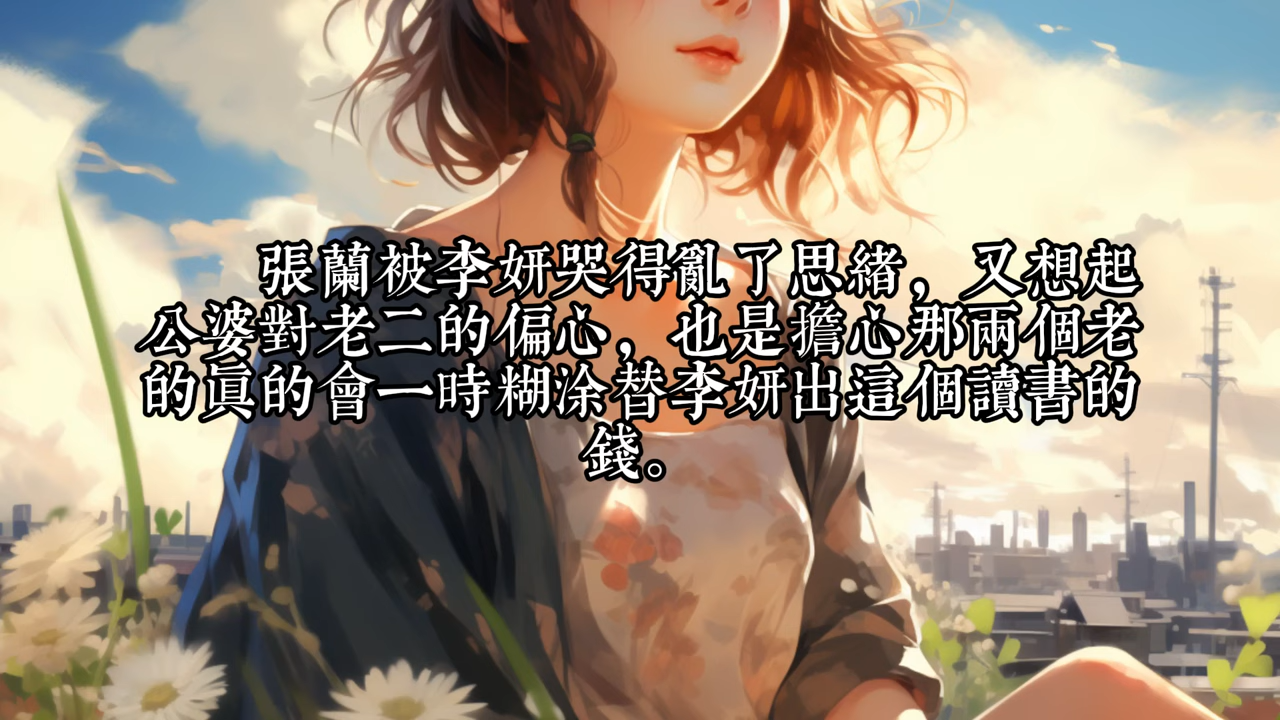 張蘭被李妍哭得亂了思緒，又想起
公婆對老二的偏心，也是擔心那兩個老
的眞的會一時糊涂替李妍出這個讀書的
錢。